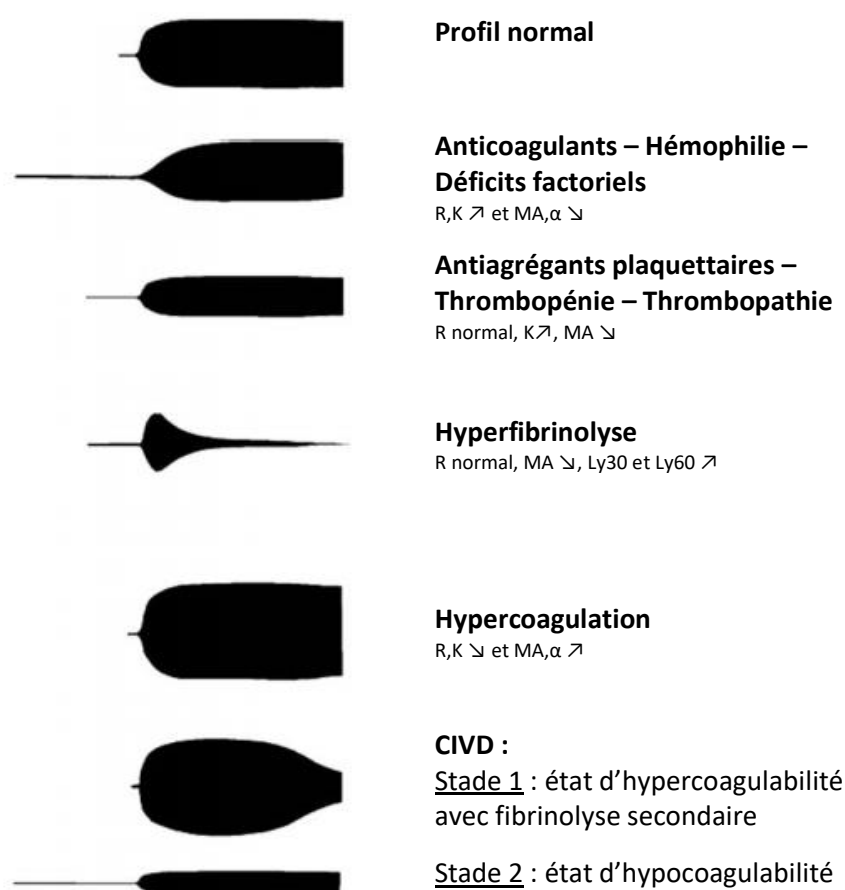 Profil normal
Anticoagulants – Hémophilie –
Déficits factoriels
R,K ↗ et MA,α ↘
Antiagrégants plaquettaires –
Thrombopénie – Thrombopathie
R normal, K↗, MA ↘
Hyperfibrinolyse
R normal, MA ↘, Ly30 et Ly60 ↗
Hypercoagulation
R,K ↘ et MA,α ↗
CIVD :
Stade 1 : état d’hypercoagulabilité
avec fibrinolyse secondaire
Stade 2 : état d’hypocoagulabilité